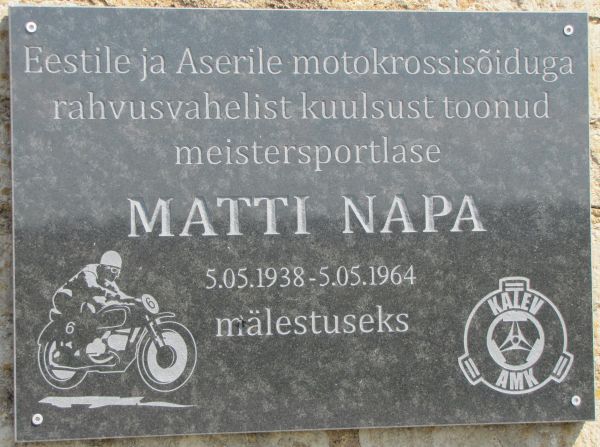 Eestile ja Aserile motokrossisõiduga
rahvusvahelist kuulsust toonud
meistersportlase
MATTI NAPA
5.05.1938-5.05.1964
mälestuseks
6
6
KALEV
AMK